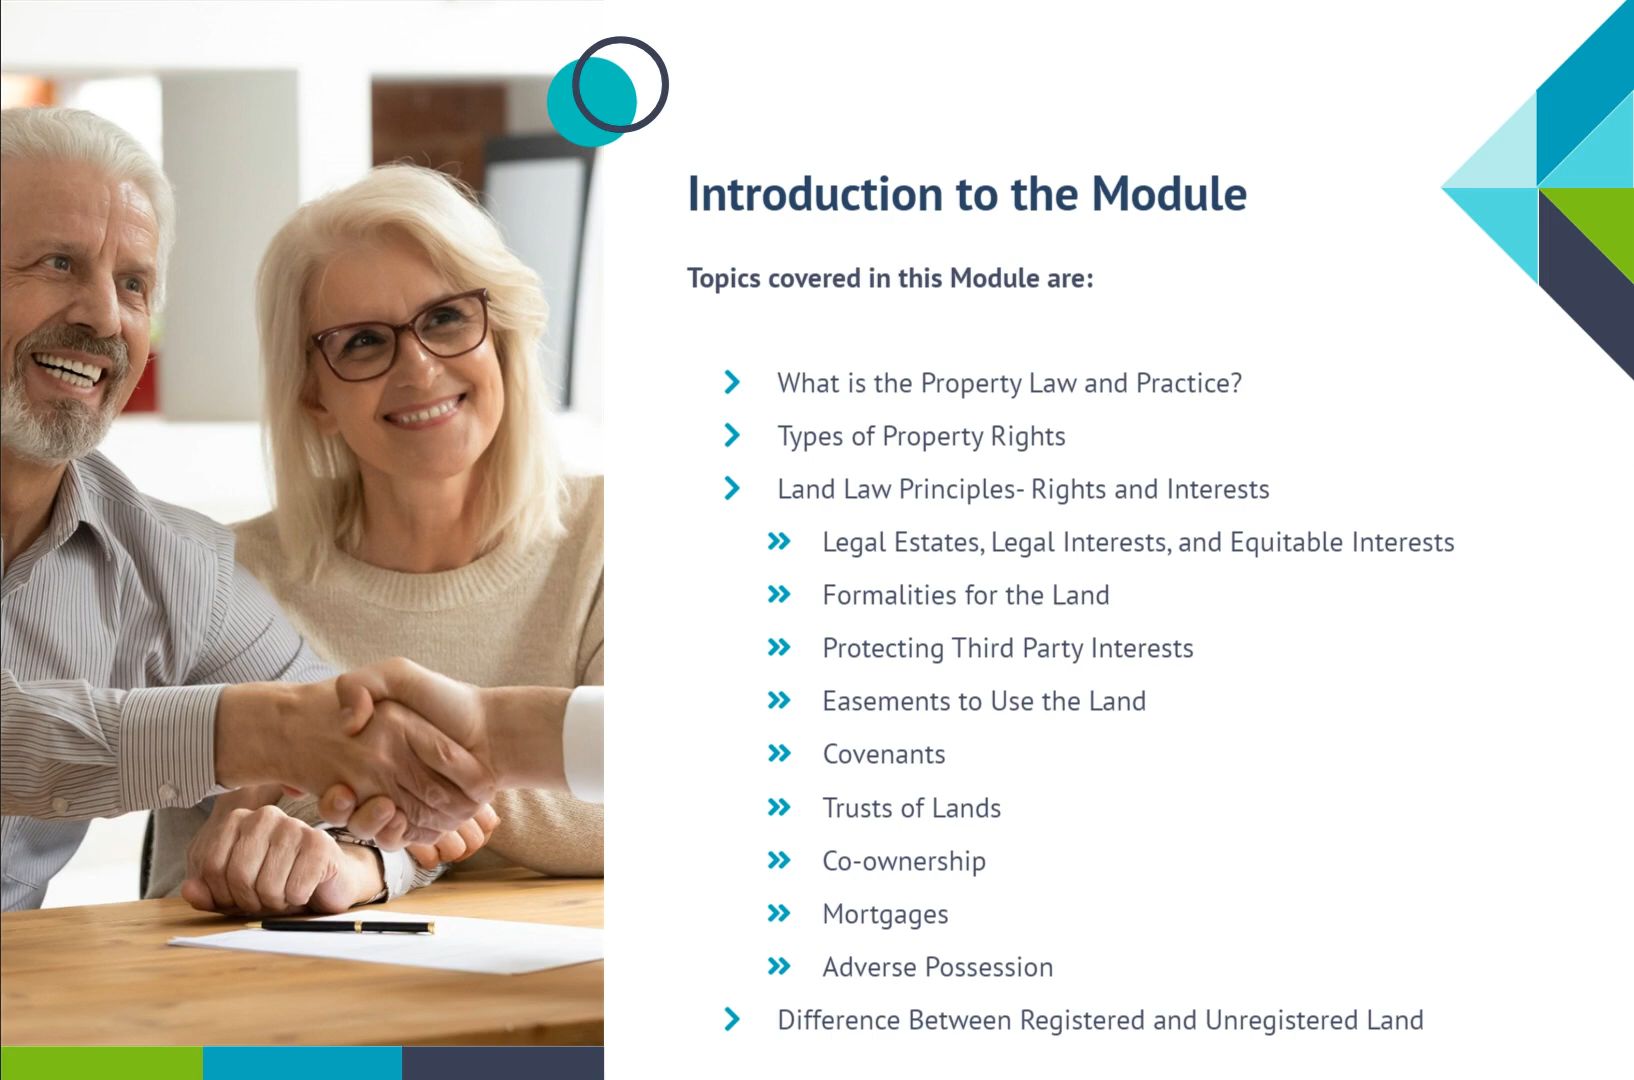 Introduction to the Module
Topics covered in this Module are:
What is the Property Law and Practice?
Types of Property Rights
Land Law Principles- Rights and Interests
Legal Estates, Legal Interests, and Equitable Interests
Formalities for the Land
Protecting Third Party Interests
Easements to Use the Land
Covenants
Trusts of Lands
Co-ownership
Mortgages
Adverse Possession
Difference Between Registered and Unregistered Land